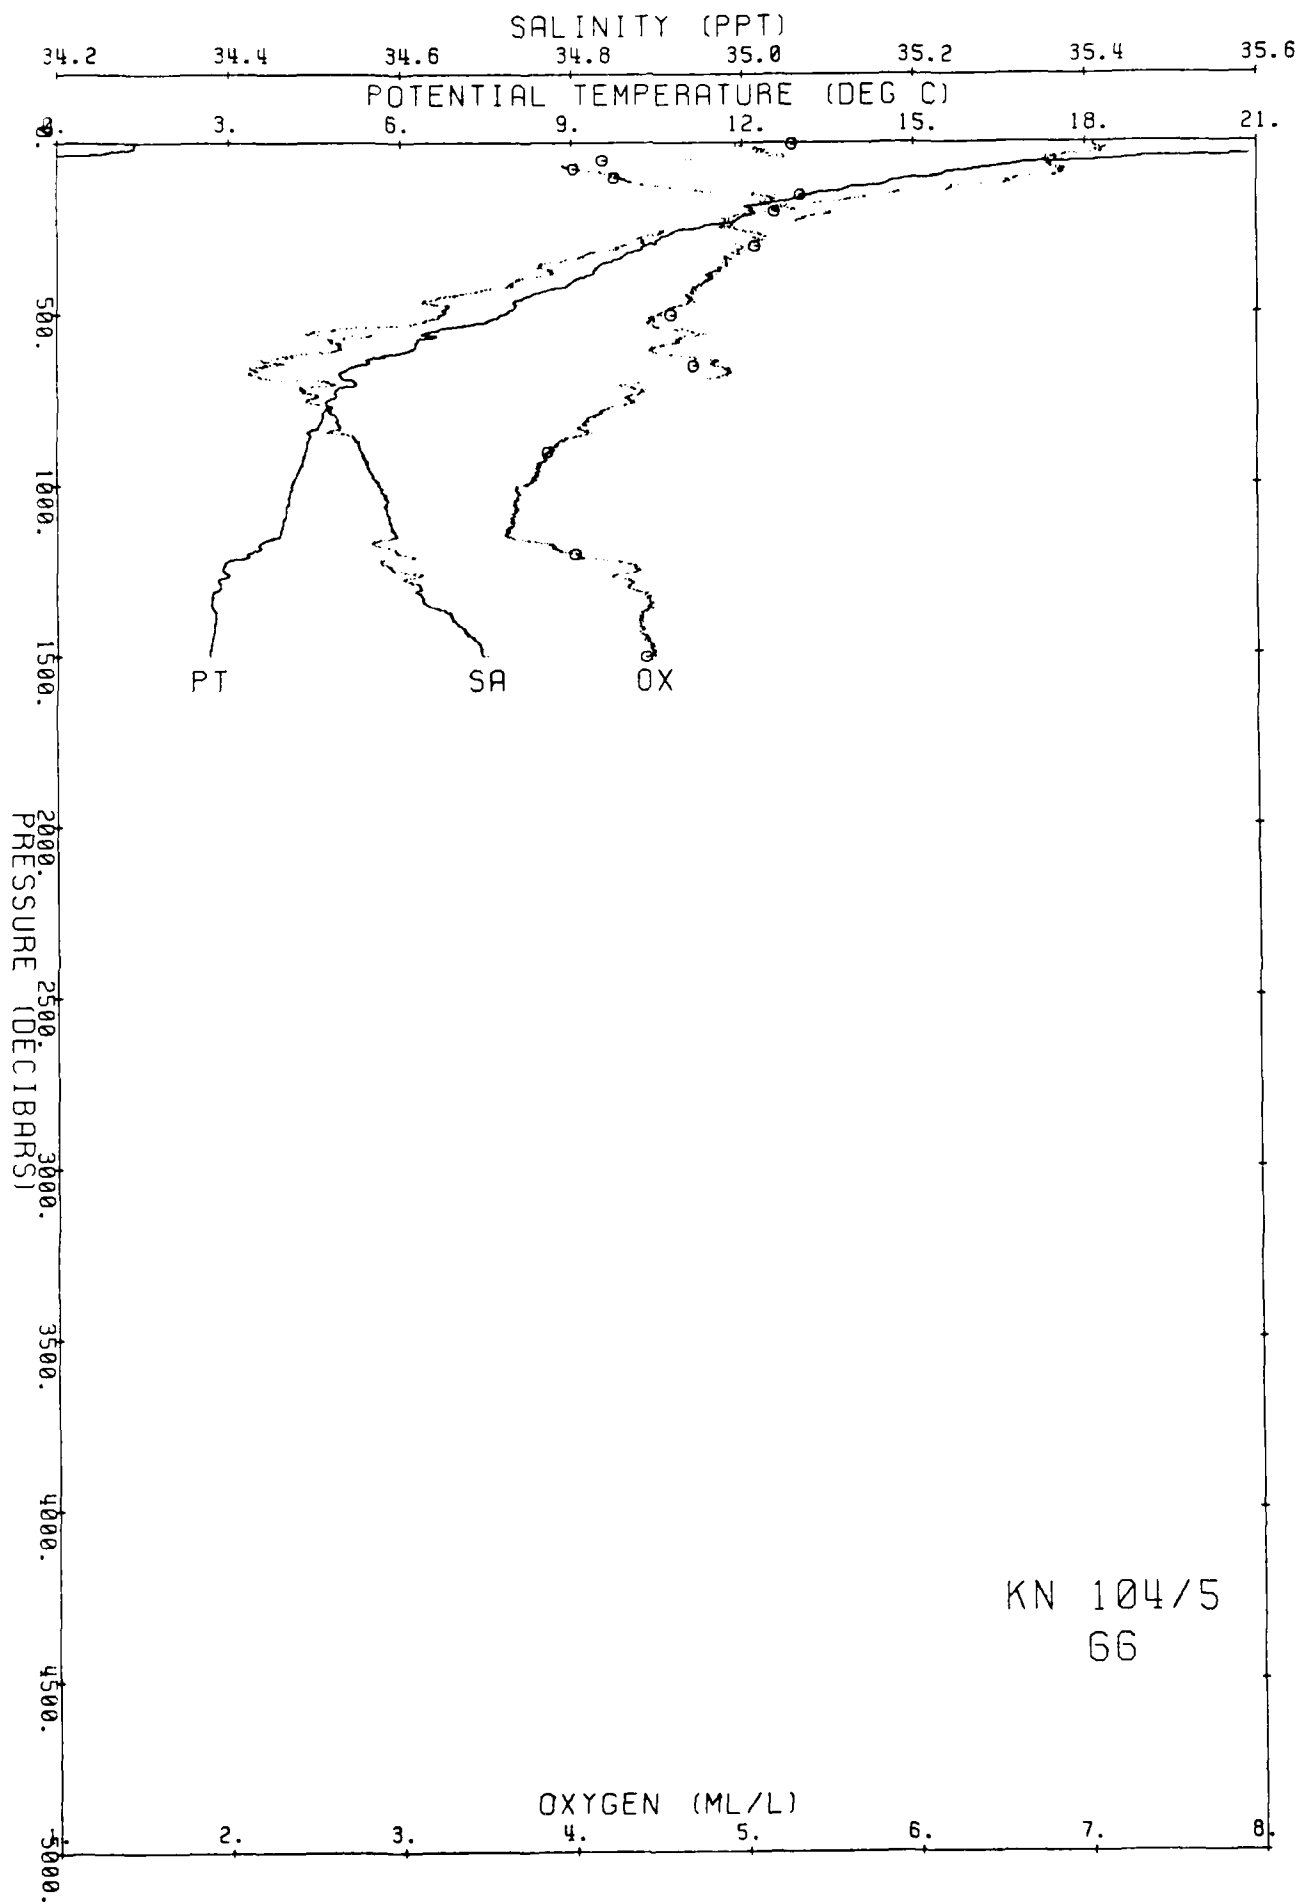 SALINITY (PPT)
34.2 34.4 34.6 34.8 35.0 35.2 35.4 35.6
POTENTIAL TEMPERATURE (DEG C)
0. 3. 6. 9. 12. 15. 18. 21.
0.
500.
1000.
1500.
PT SA OX
2000.
PRESSURE (DECIBARS)
2500.
3000.
3500.
4000.
KN 104/5
66
4500.
OXYGEN (ML/L)
1. 2. 3. 4. 5. 6. 7. 8.
5000.